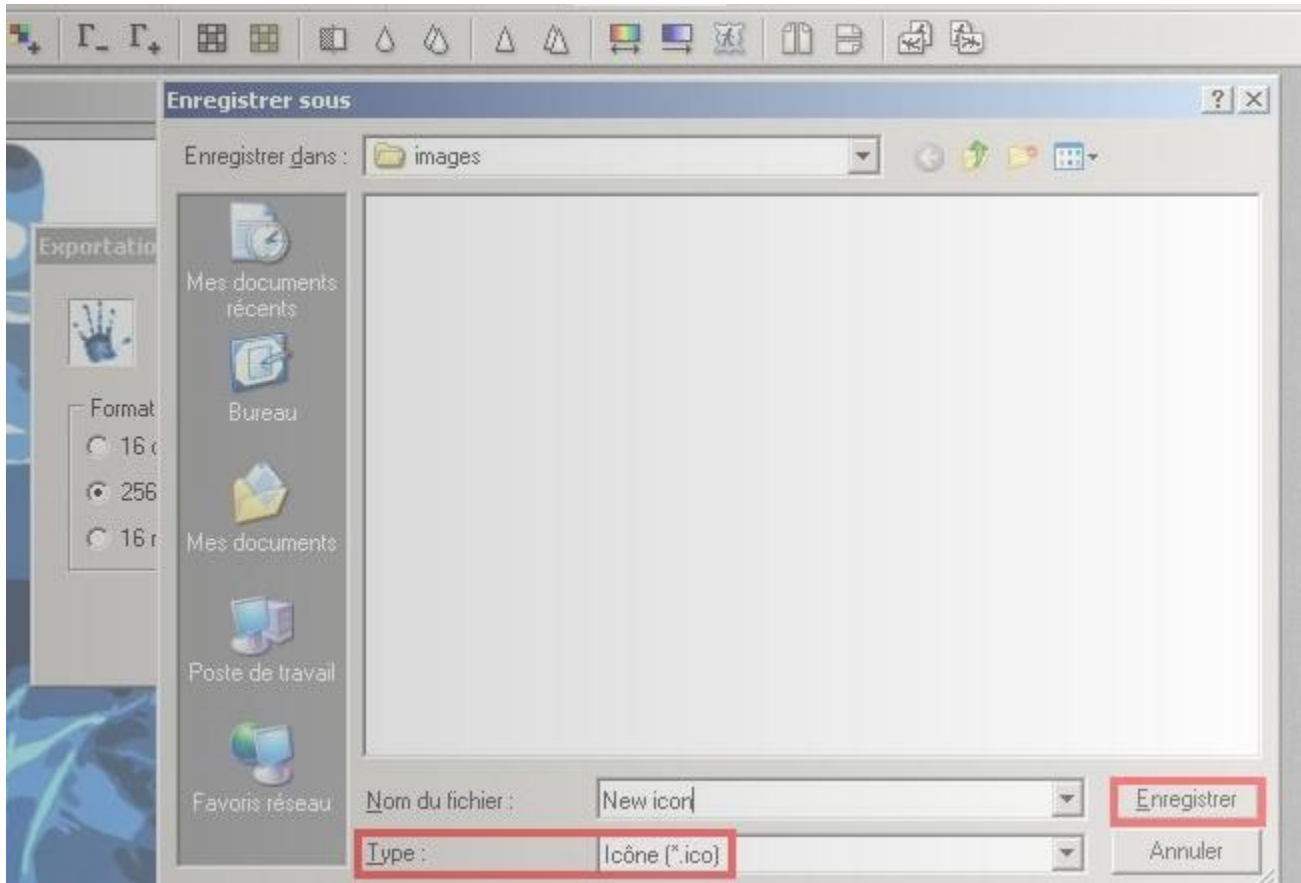 Γ- Γ+
Enregistrer sous
Enregistrer dans :
images
Exportatio
Mes documents
récents
Format
Bureau
16 c
256
16 r
Mes documents
Poste de travail
Favoris réseau
Nom du fichier :
New icon
Enregistrer
Type :
Icône (*.ico)
Annuler